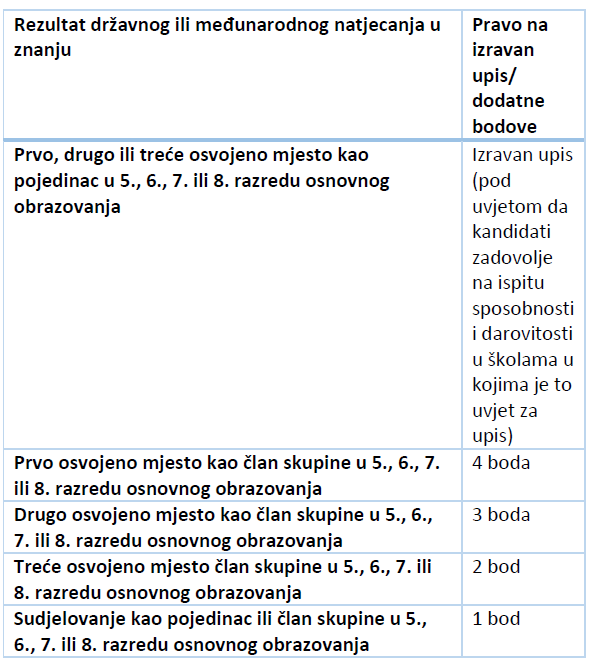 Rezultat državnog ili međunarodnog natjecanja u
znanju
Pravo na
izravan
upis/
dodatne
bodove
Prvo, drugo ili treće osvojeno mjesto kao
pojedinac u 5., 6., 7. ili 8. razredu osnovnog
obrazovanja
Izravan upis
(pod
uvjetom da
kandidati
zadovolje
na ispitu
sposobnosti
i darovitosti
u školama u
kojima je to
uvjet za
upis)
Prvo osvojeno mjesto kao član skupine u 5., 6., 7.
ili 8. razredu osnovnog obrazovanja
4 boda
Drugo osvojeno mjesto kao član skupine u 5., 6.,
7. ili 8. razredu osnovnog obrazovanja
3 boda
Treće osvojeno mjesto član skupine u 5., 6., 7. ili
8. razredu osnovnog obrazovanja
2 bod
Sudjelovanje kao pojedinac ili član skupine u 5.,
6., 7. ili 8. razredu osnovnog obrazovanja
1 bod